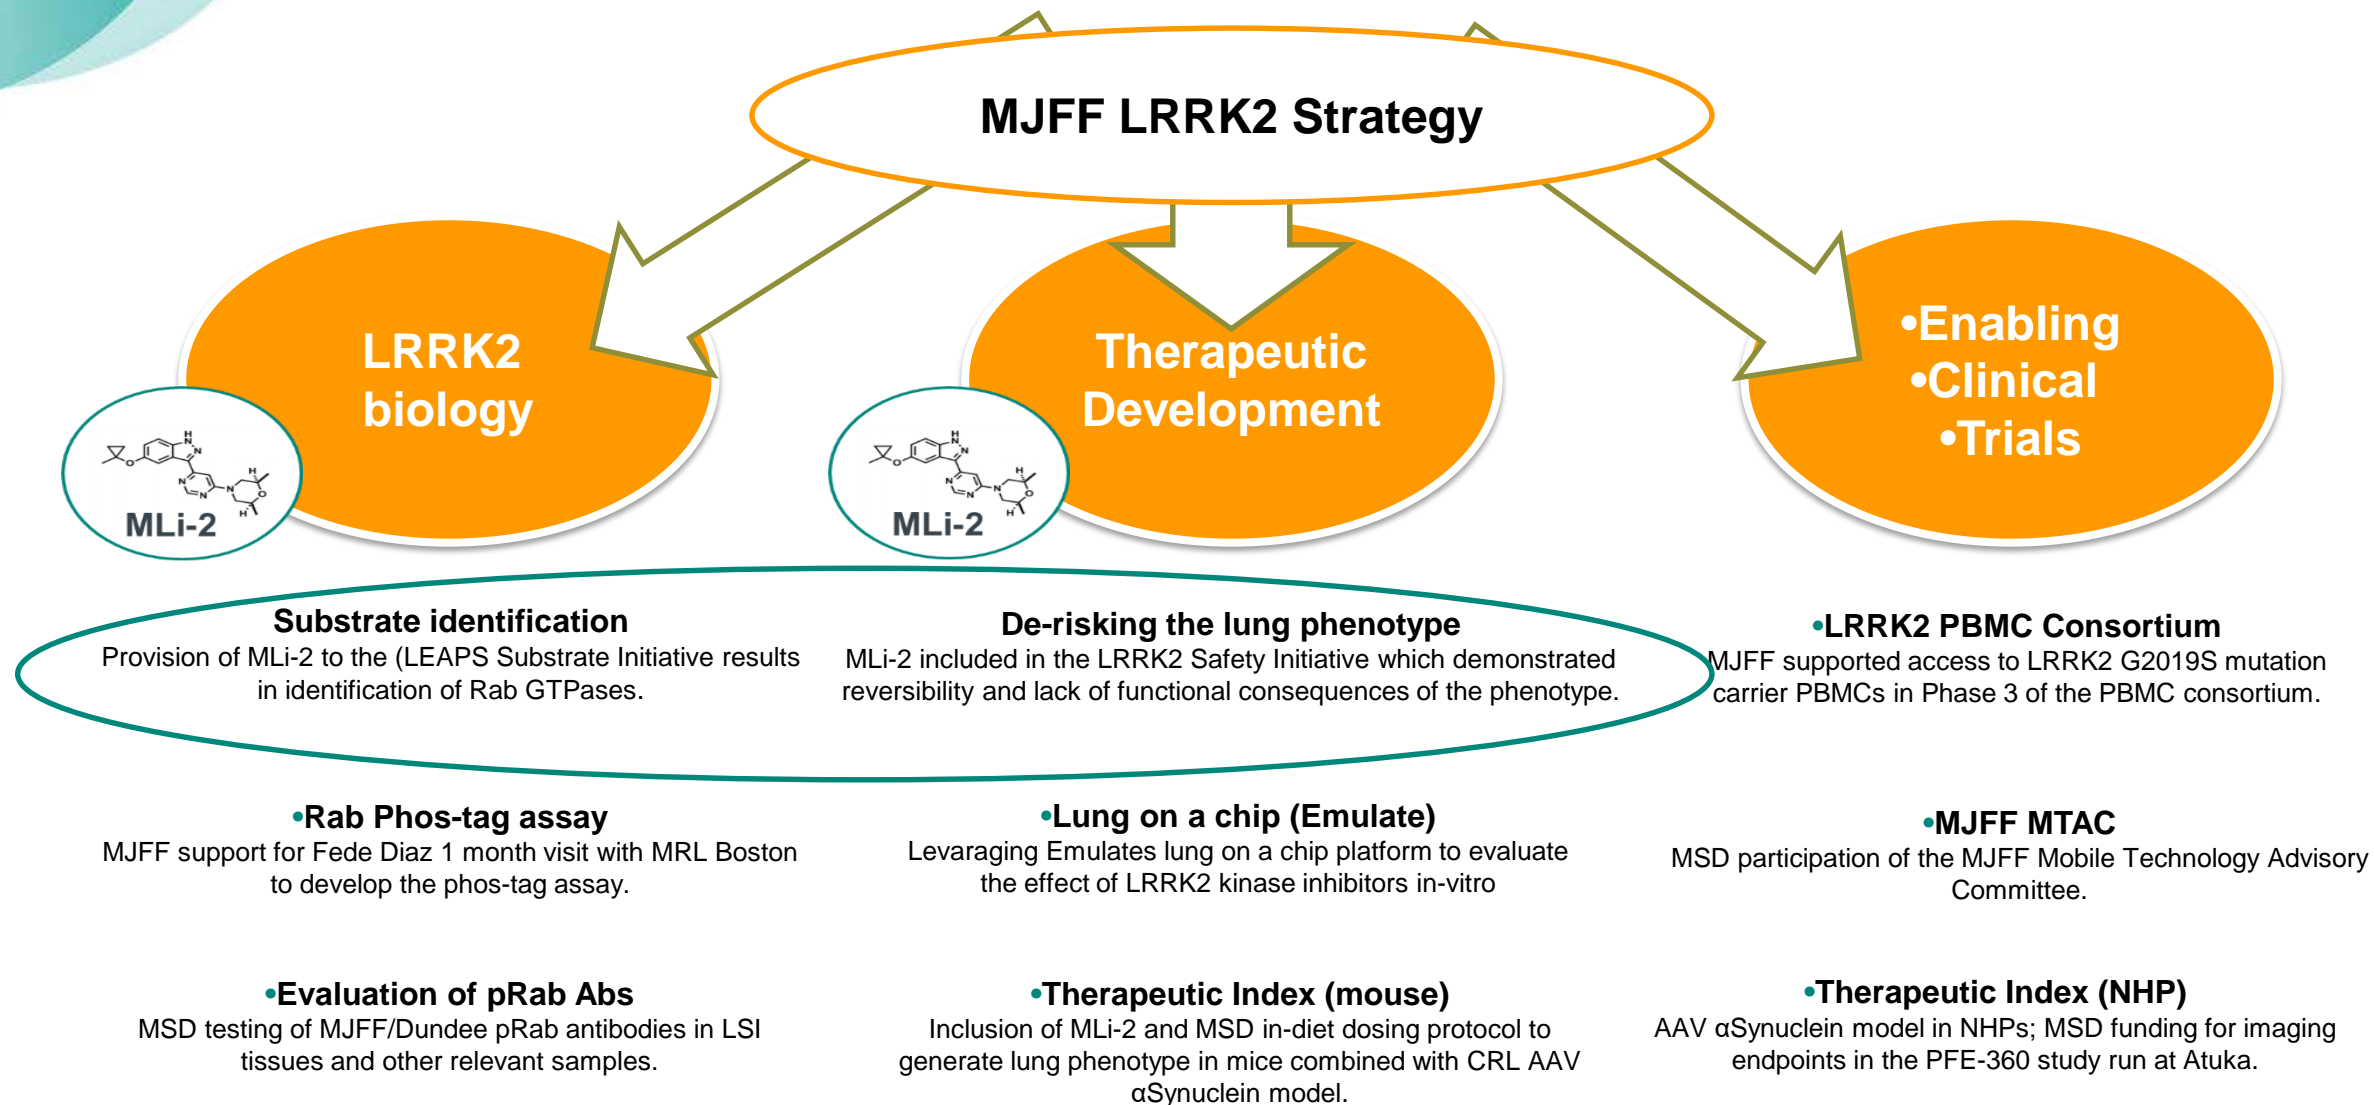 MJFF LRRK2 Strategy
LRRK2
biology
Therapeutic
Development
•Enabling
•Clinical
•Trials
H
N
N
O
N
N
N
H
O
H
MLi-2
H
N
N
O
N
N
N
H
O
H
MLi-2
Substrate identification
Provision of MLi-2 to the (LEAPS Substrate Initiative results
in identification of Rab GTPases.
De-risking the lung phenotype
MLi-2 included in the LRRK2 Safety Initiative which demonstrated
reversibility and lack of functional consequences of the phenotype.
•LRRK2 PBMC Consortium
MJFF supported access to LRRK2 G2019S mutation
carrier PBMCs in Phase 3 of the PBMC consortium.
•Rab Phos-tag assay
MJFF support for Fede Diaz 1 month visit with MRL Boston
to develop the phos-tag assay.
•Lung on a chip (Emulate)
Levaraging Emulates lung on a chip platform to evaluate
the effect of LRRK2 kinase inhibitors in-vitro
•MJFF MTAC
MSD participation of the MJFF Mobile Technology Advisory
Committee.
•Evaluation of pRab Abs
MSD testing of MJFF/Dundee pRab antibodies in LSI
tissues and other relevant samples.
•Therapeutic Index (mouse)
Inclusion of MLi-2 and MSD in-diet dosing protocol to
generate lung phenotype in mice combined with CRL AAV
αSynuclein model.
•Therapeutic Index (NHP)
AAV αSynuclein model in NHPs; MSD funding for imaging
endpoints in the PFE-360 study run at Atuka.